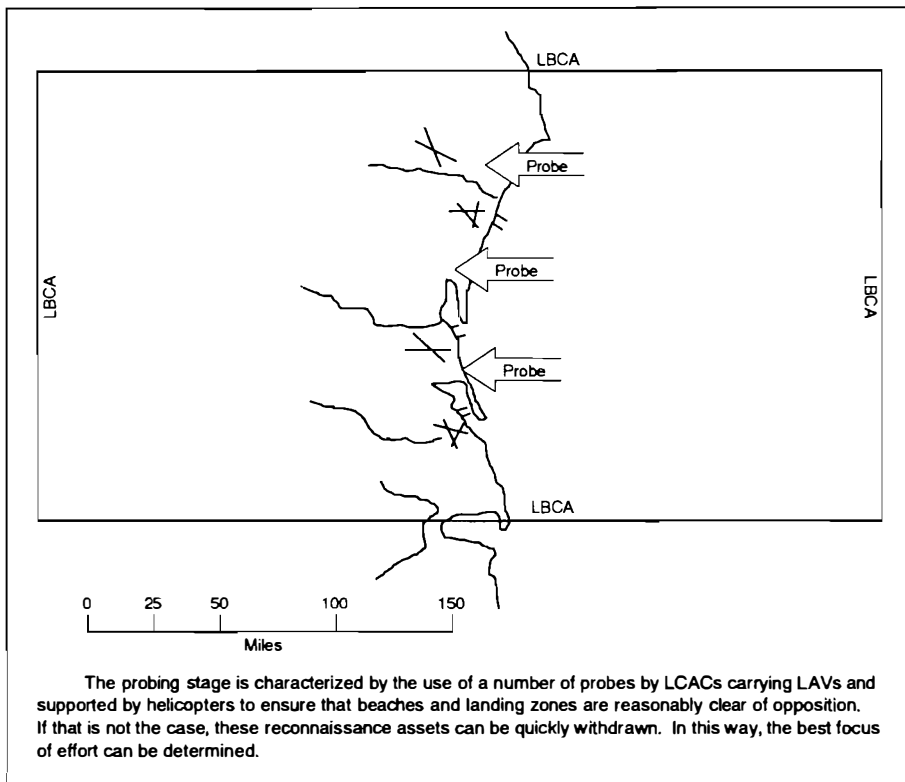 LBCA
Probe
Probe
LBCA
LBCA
Probe
LBCA
0 25 50 100 150
Miles
The probing stage is characterized by the use of a number of probes by LCACs carrying LAVs and
supported by helicopters to ensure that beaches and landing zones are reasonably clear of opposition.
If that is not the case, these reconnaissance assets can be quickly withdrawn. In this way, the best focus
of effort can be determined.